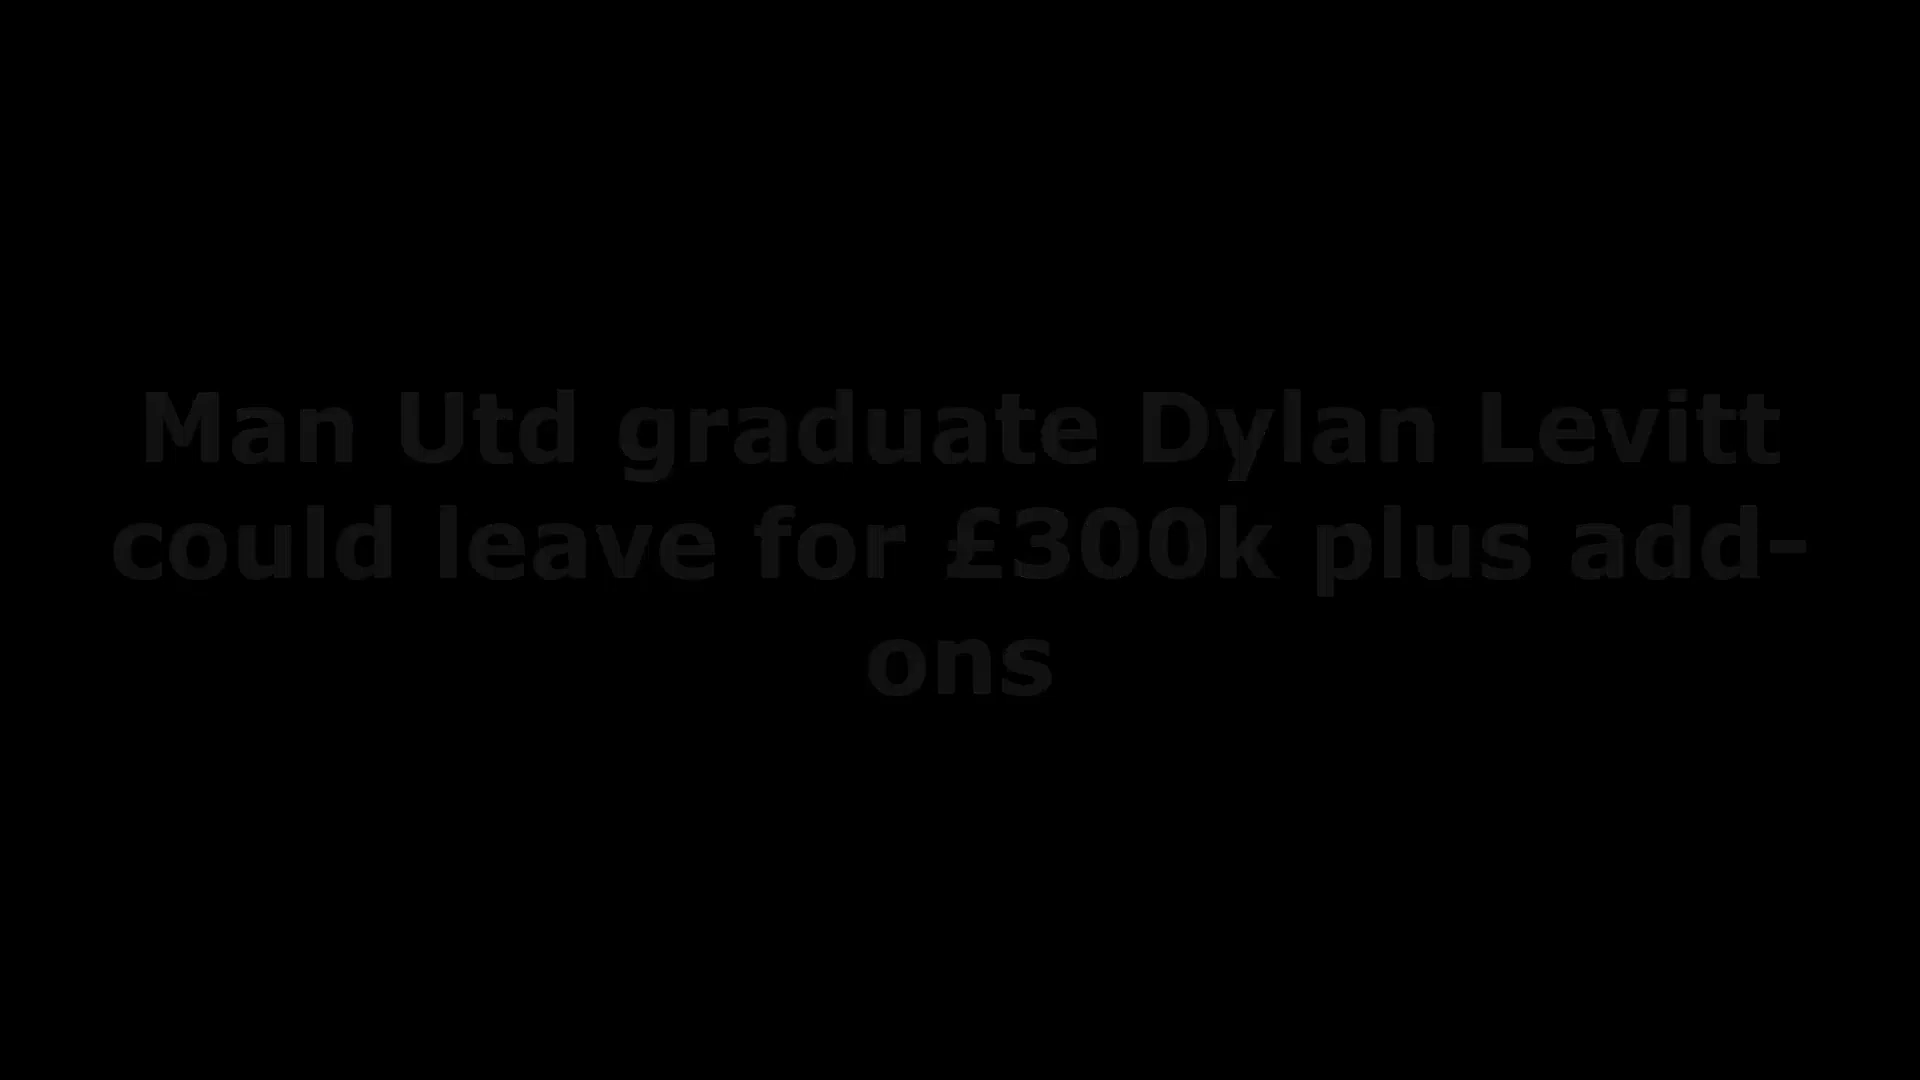 Man Utd graduate Dylan Levitt
could leave for £300k plus add-
ons